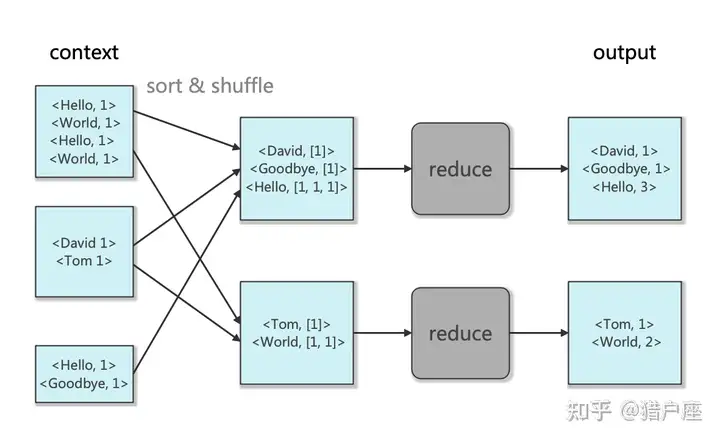 context
output
sort & shuffle
<Hello, 1>
<World, 1>
<Hello, 1>
<World, 1>
<David, [1]>
<Goodbye, [1]>
<Hello, [1, 1, 1]>
reduce
<David, 1>
<Goodbye, 1>
<Hello, 3>
<David 1>
<Tom 1>
<Tom, [1]>
<World, [1, 1]>
reduce
<Tom, 1>
<World, 2>
<Hello, 1>
<Goodbye, 1>
知乎 @猎户座